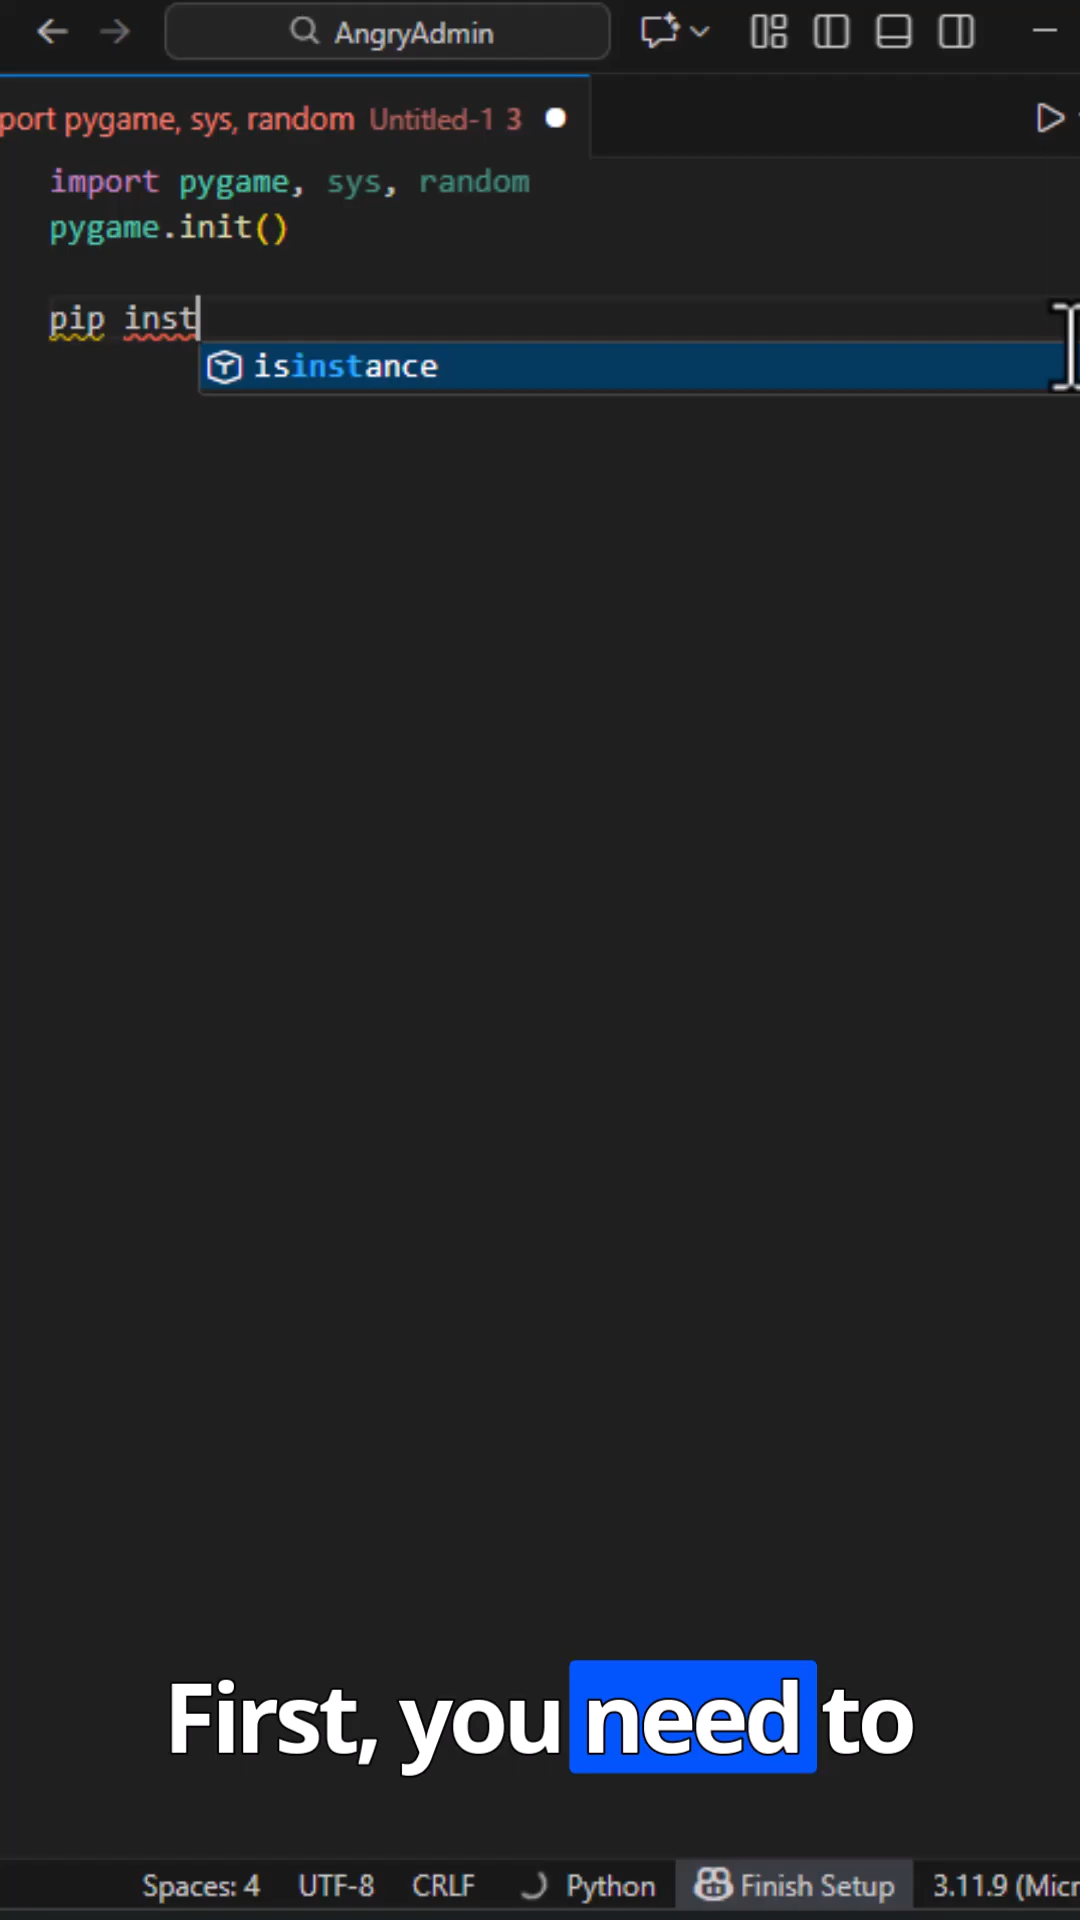 AngryAdmin
port pygame, sys, random Untitled-1 3
import pygame, sys, random
pygame.init()
pip inst
isinstance
First, you need to
Spaces: 4 UTF-8 CRLF Python Finish Setup 3.11.9 (Micr